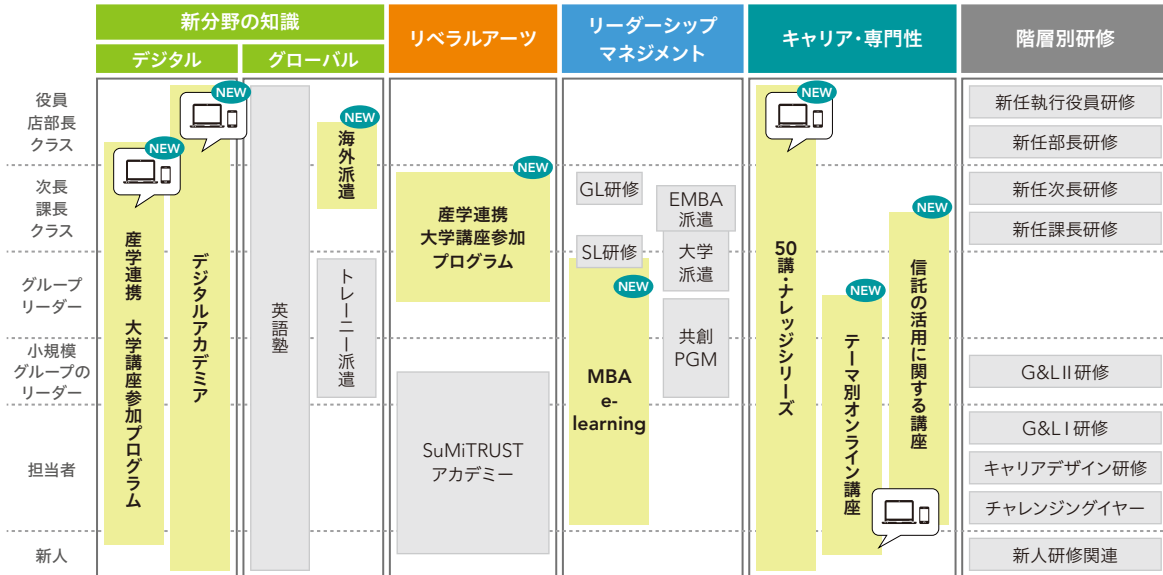 新分野の知識
デジタル
グローバル
リベラルアーツ
リーダーシップ
マネジメント
キャリア・専門性
階層別研修
役員
店部長
クラス
次長
課長
クラス
グループ
リーダー
小規模
グループの
リーダー
担当者
新人
NEW
産学連携　大学講座参加プログラム
NEW
デジタルアカデミア
英語塾
NEW
海外派遣
トレーニー派遣
NEW
産学連携
大学講座参加
プログラム
SuMiTRUST
アカデミー
GL研修
SL研修
NEW
MBA
e-
learning
EMBA
派遣
大学
派遣
共創
PGM
NEW
50講・ナレッジシリーズ
NEW
テーマ別オンライン講座
NEW
信託の活用に関する講座
新任執行役員研修
新任部長研修
新任次長研修
新任課長研修
G&LII研修
G&LI研修
キャリアデザイン研修
チャレンジングイヤー
新人研修関連